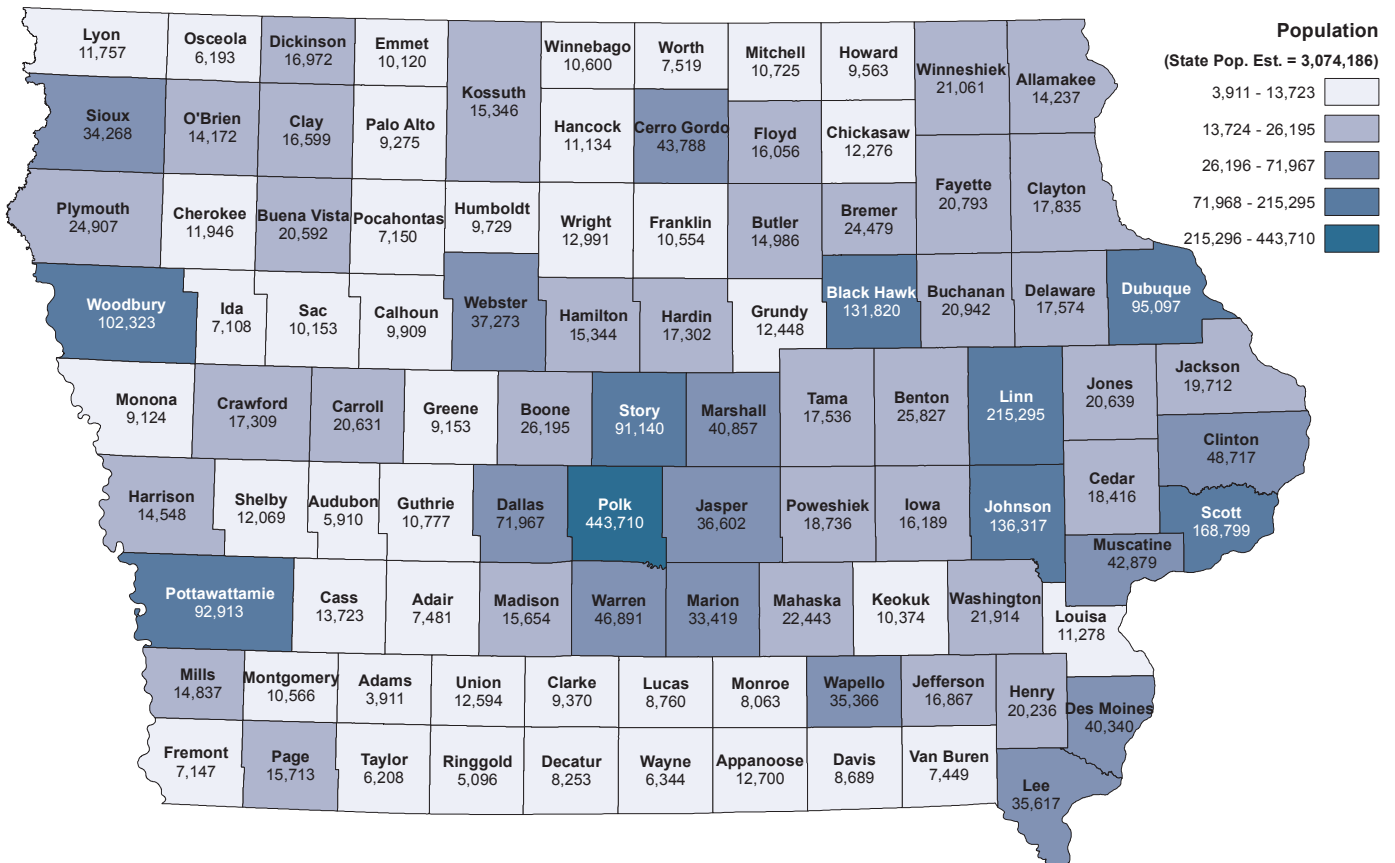 Population
(State Pop. Est. = 3,074,186)
3,911 - 13,723
13,724 - 26,195
26,196 - 71,967
71,968 - 215,295
215,296 - 443,710
Lyon
11,757
Osceola
6,193
Dickinson
16,972
Emmet
10,120
Kossuth
15,346
Winnebago
10,600
Worth
7,519
Mitchell
10,725
Howard
9,563
Winneshiek
21,061
Allamakee
14,237
Sioux
34,268
O'Brien
14,172
Clay
16,599
Palo Alto
9,275
Hancock
11,134
Cerro Gordo
43,788
Floyd
16,056
Chickasaw
12,276
Plymouth
24,907
Cherokee
11,946
Buena Vista
20,592
Pocahontas
7,150
Humboldt
9,729
Wright
12,991
Franklin
10,554
Butler
14,986
Bremer
24,479
Fayette
20,793
Clayton
17,835
Woodbury
102,323
Ida
7,108
Sac
10,153
Calhoun
9,909
Webster
37,273
Hamilton
15,344
Hardin
17,302
Grundy
12,448
Black Hawk
131,820
Buchanan
20,942
Delaware
17,574
Dubuque
95,097
Monona
9,124
Crawford
17,309
Carroll
20,631
Greene
9,153
Boone
26,195
Story
91,140
Marshall
40,857
Tama
17,536
Benton
25,827
Linn
215,295
Jones
20,639
Jackson
19,712
Clinton
48,717
Harrison
14,548
Shelby
12,069
Audubon
5,910
Guthrie
10,777
Dallas
71,967
Polk
443,710
Jasper
36,602
Poweshiek
18,736
Iowa
16,189
Johnson
136,317
Cedar
18,416
Scott
168,799
Muscatine
42,879
Pottawattamie
92,913
Cass
13,723
Adair
7,481
Madison
15,654
Warren
46,891
Marion
33,419
Mahaska
22,443
Keokuk
10,374
Washington
21,914
Louisa
11,278
Mills
14,837
Montgomery
10,566
Adams
3,911
Union
12,594
Clarke
9,370
Lucas
8,760
Monroe
8,063
Wapello
35,366
Jefferson
16,867
Henry
20,236
Des Moines
40,340
Fremont
7,147
Page
15,713
Taylor
6,208
Ringgold
5,096
Decatur
8,253
Wayne
6,344
Appanoose
12,700
Davis
8,689
Van Buren
7,449
Lee
35,617